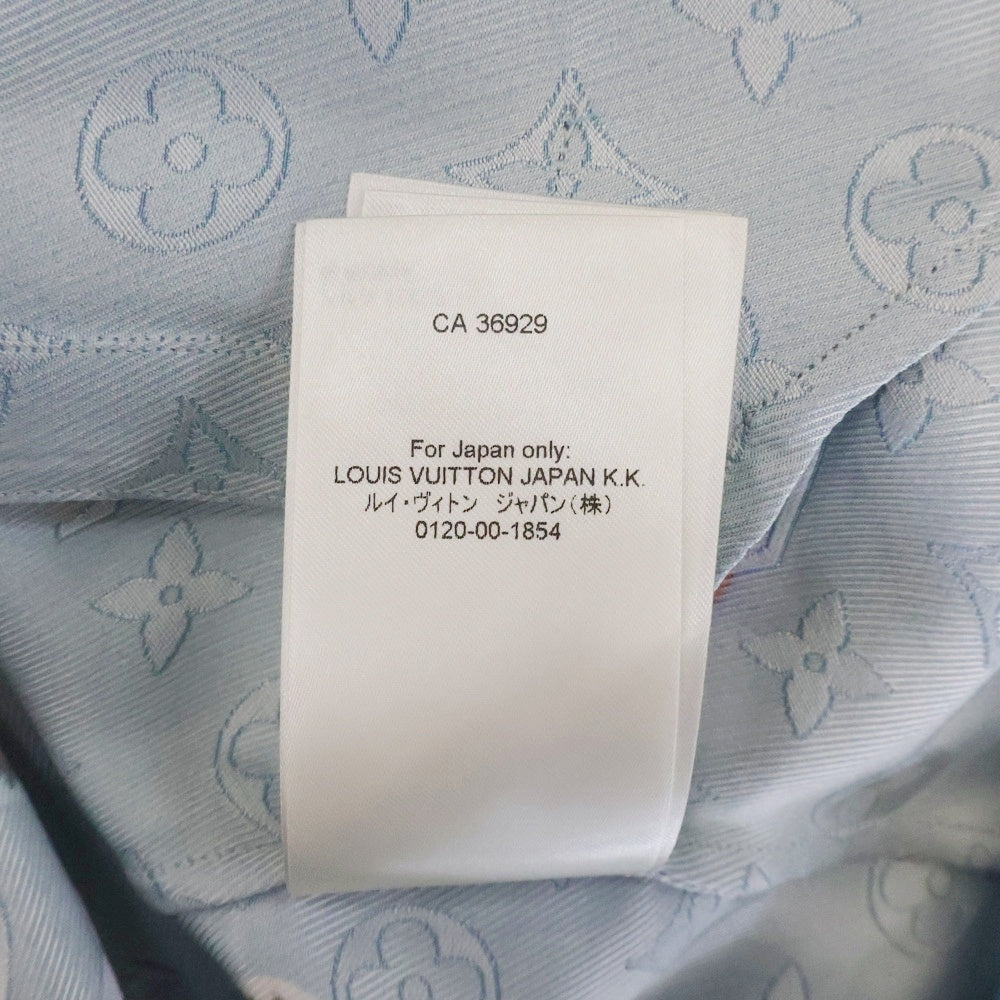 CA 36929
For Japan only:
LOUIS VUITTON JAPAN K.K.
ルイ・ヴィトン ジャパン(株)
0120-00-1854